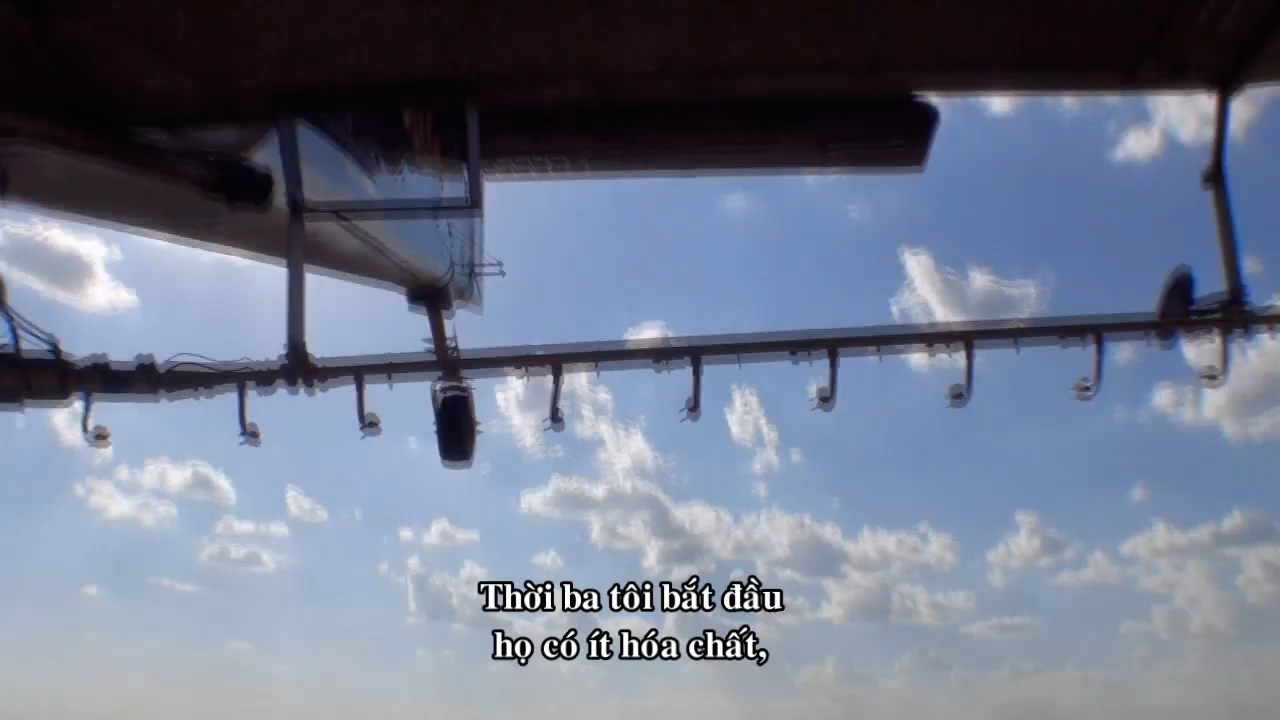 Thời ba tôi bắt đầu
họ có ít hóa chất,